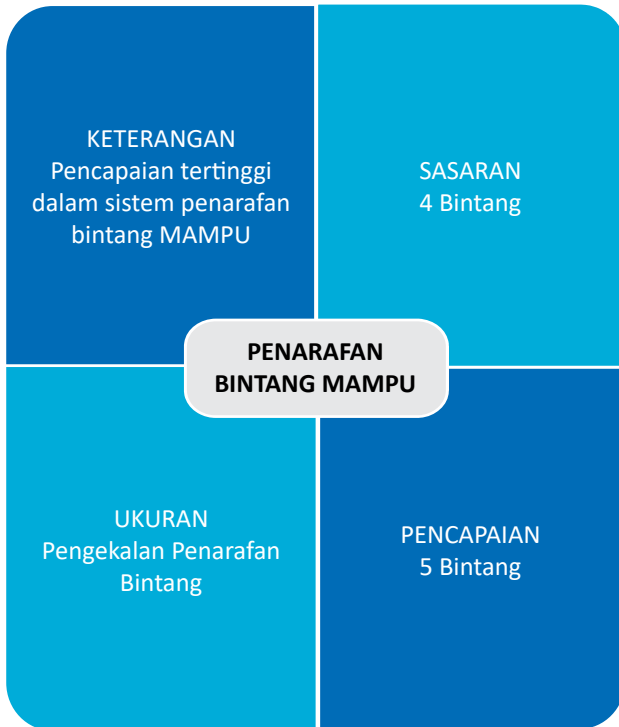 KETERANGAN
Pencapaian tertinggi
dalam sistem penarafan
bintang MAMPU
SASARAN
4 Bintang
PENARAFAN
BINTANG MAMPU
UKURAN
Pengekalan Penarafan
Bintang
PENCAPAIAN
5 Bintang